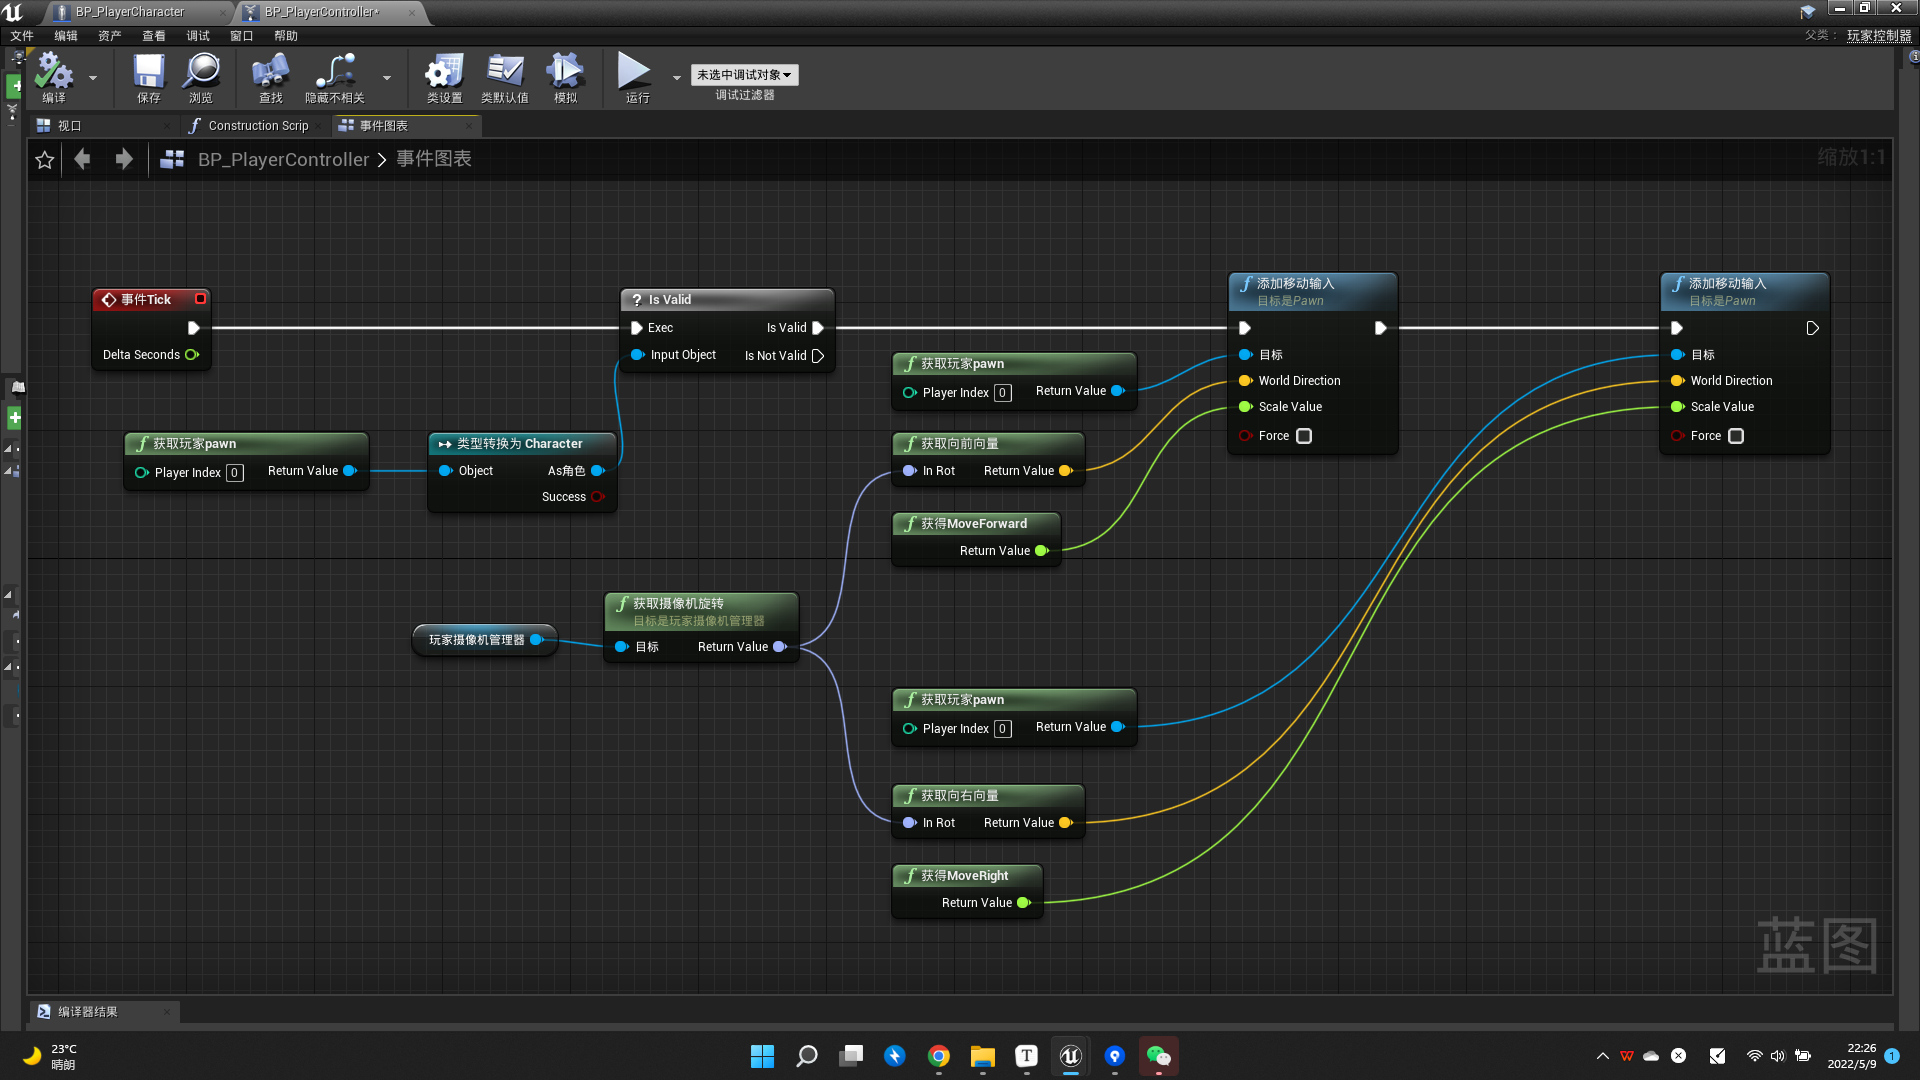 BP_PlayerCharacter
BP_PlayerController*
文件 编辑 资产 查看 调试 窗口 帮助
父类： 玩家控制器
编译 保存 浏览 查找 隐藏不相关 类设置 类默认值 模拟 运行
未选中调试对象
调试过滤器
视口
Construction Scrip
事件图表
BP_PlayerController > 事件图表
缩放1:1
事件Tick
Delta Seconds
Is Valid
Exec Is Valid
Input Object Is Not Valid
添加移动输入
目标是Pawn
目标
World Direction
Scale Value
Force
添加移动输入
目标是Pawn
目标
World Direction
Scale Value
Force
获取玩家pawn
Player Index 0 Return Value
获取玩家pawn
Player Index 0 Return Value
类型转换为 Character
Object As角色
Success
获取向前向量
In Rot Return Value
获得MoveForward
Return Value
玩家摄像机管理器
获取摄像机旋转
目标是玩家摄像机管理器
目标 Return Value
获取玩家pawn
Player Index 0 Return Value
获取向右向量
In Rot Return Value
获得MoveRight
Return Value
蓝图
编译器结果
23°C
晴朗
22:26
2022/5/9
1